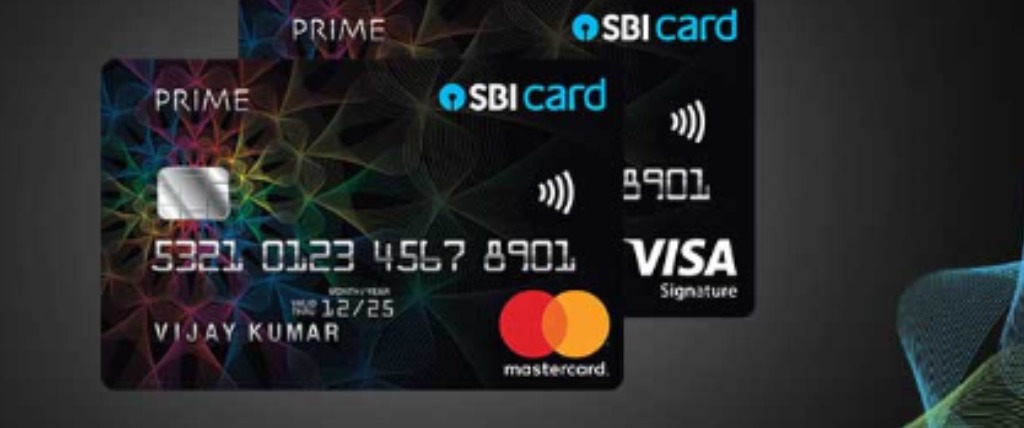 PRIME
SBI card
8901
VISA
Signature
PRIME
SBI card
5321 0123 4567 8901
MONTH/YEAR
VALID THRU 12/25
VIJAY KUMAR
mastercard.